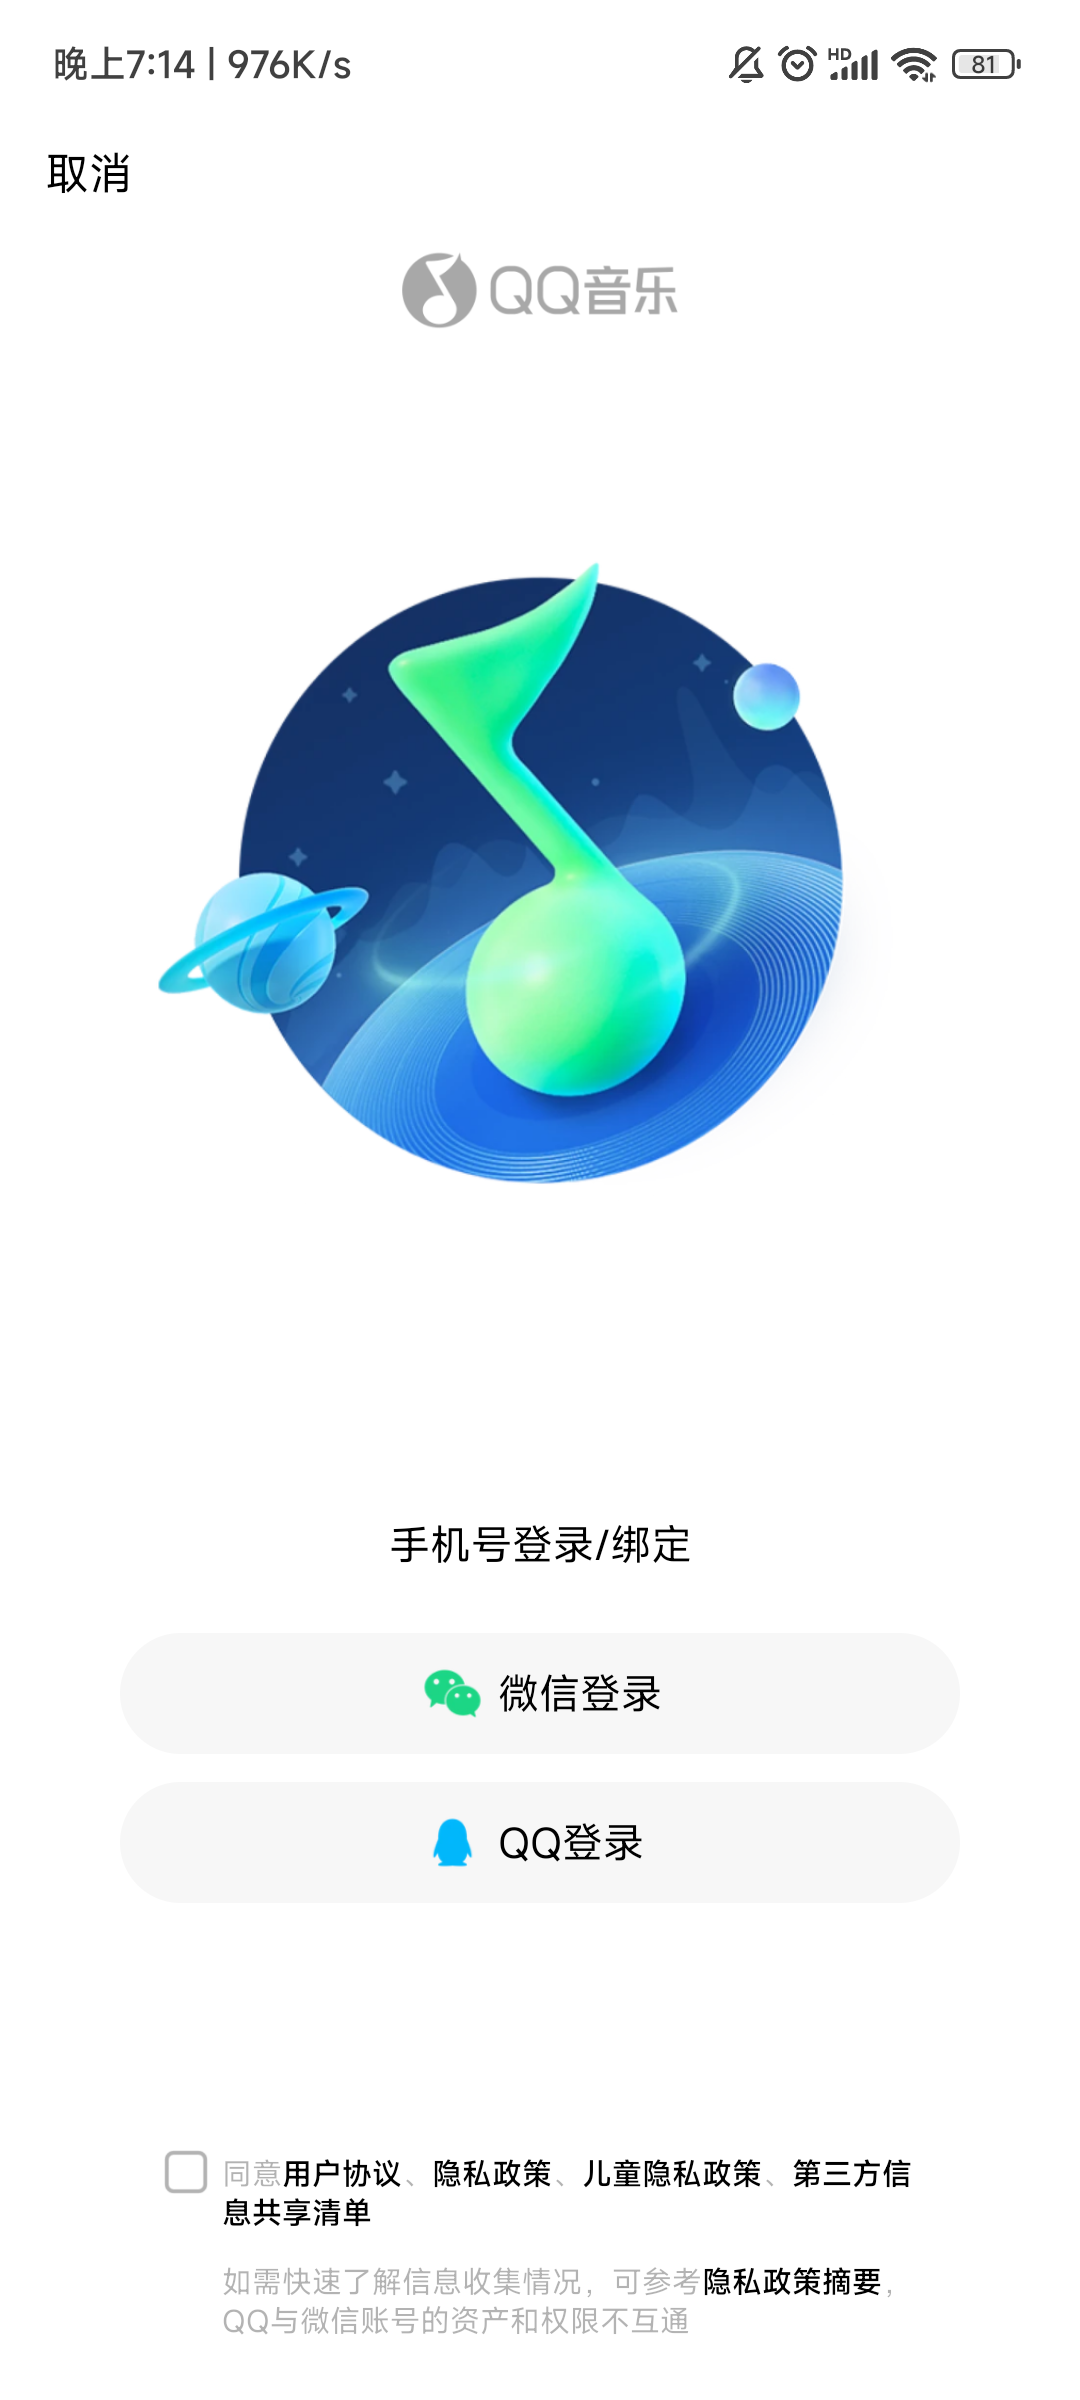 晚上7:14 | 976K/s
HD
81
取消
QQ音乐
手机号登录/绑定
微信登录
QQ登录
同意用户协议、隐私政策、儿童隐私政策、第三方信
息共享清单
如需快速了解信息收集情况，可参考隐私政策摘要，
QQ与微信账号的资产和权限不互通